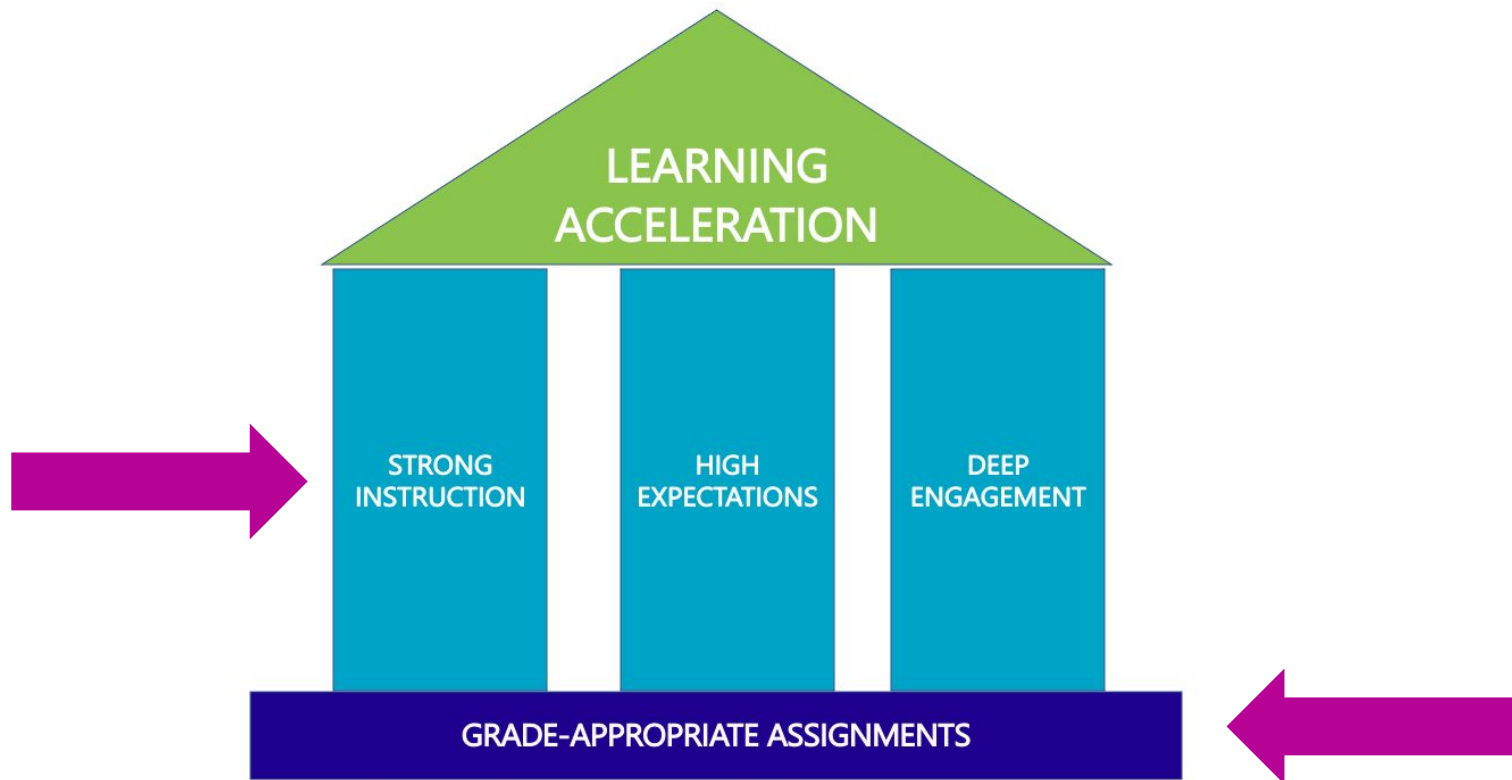 LEARNING
ACCELERATION
STRONG
INSTRUCTION
HIGH
EXPECTATIONS
DEEP
ENGAGEMENT
GRADE-APPROPRIATE ASSIGNMENTS